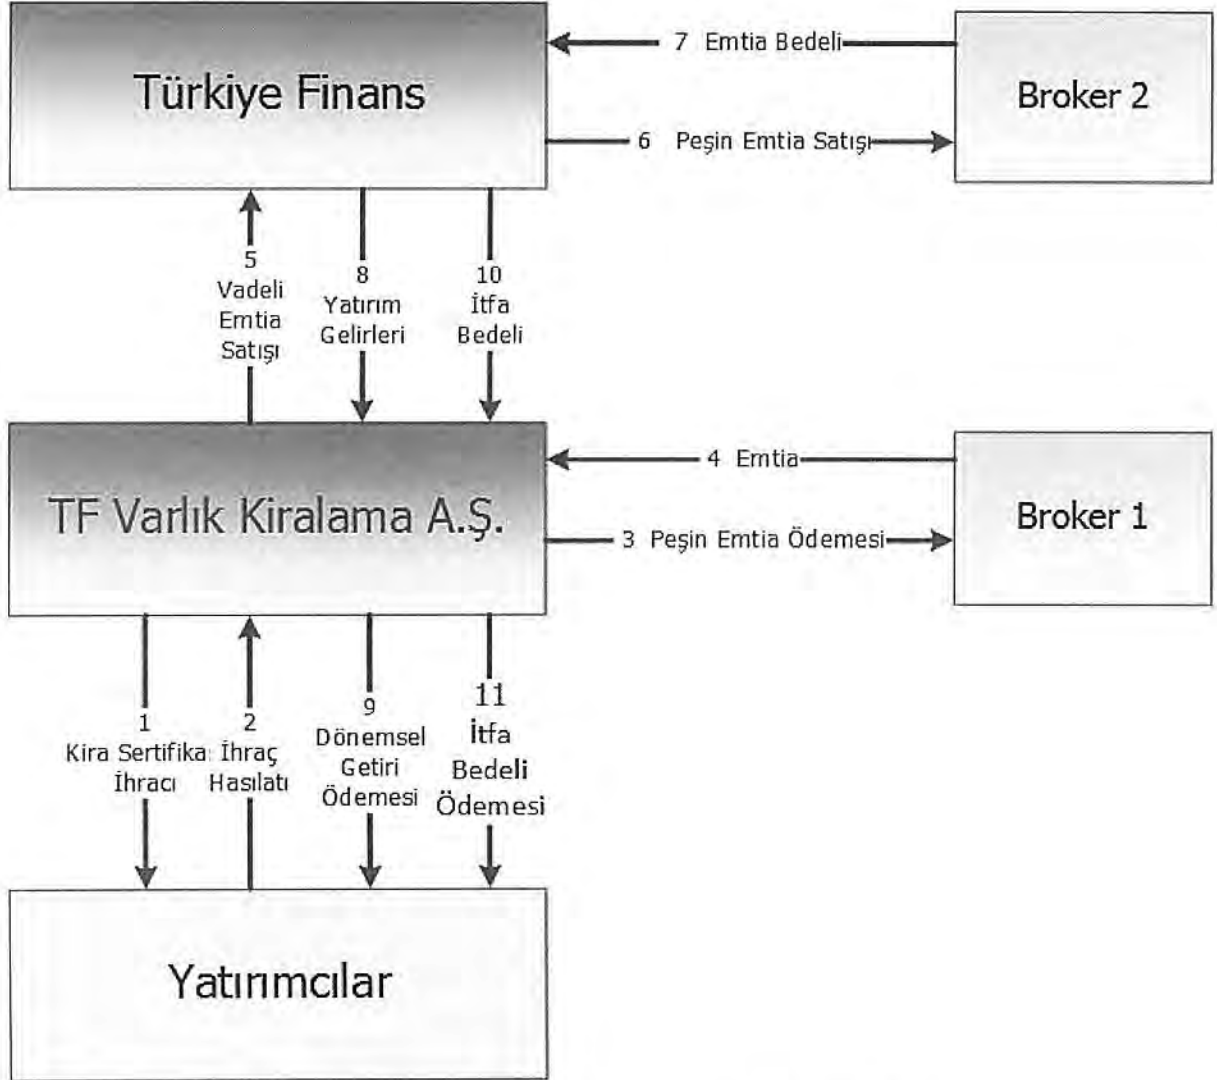 Türkiye Finans
7 Emtia Bedeli
6 Peşin Emtia Satışı
Broker 2
5
Vadeli
Emtia
Satışı
8
Yatırım
Gelirleri
10
İtfa
Bedeli
TF Varlık Kiralama A.Ş.
4 Emtia
3 Peşin Emtia Ödemesi
Broker 1
1
Kira Sertifika
İhracı
2
İhraç
Hasılatı
9
Dönemsel
Getiri
Ödemesi
11
İtfa
Bedeli
Ödemesi
Yatırımcılar